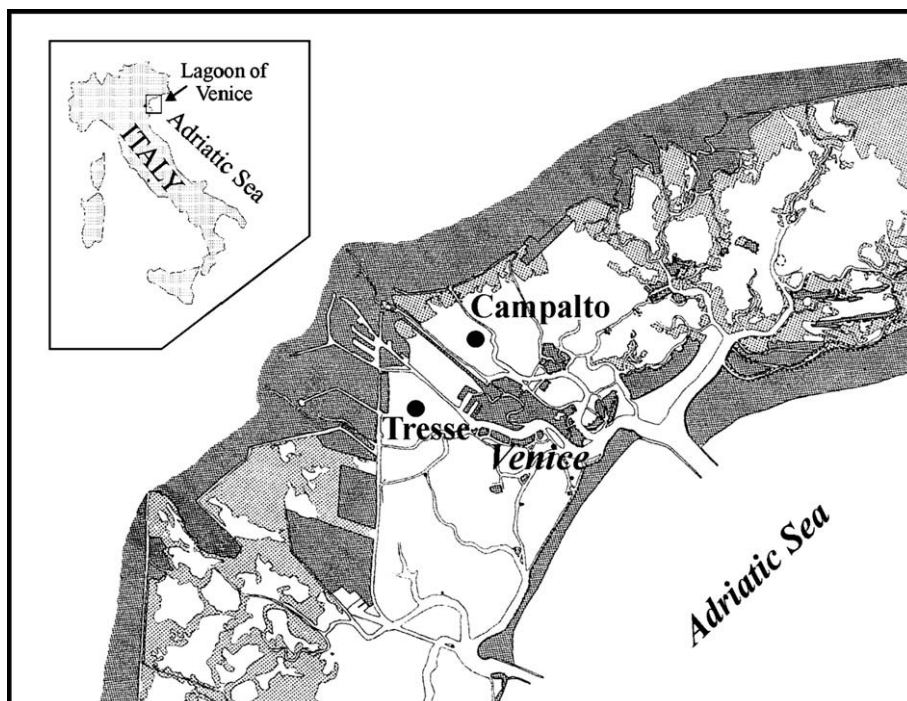 Lagoon of
Venice
Adriatic Sea
ITALY
Campalto
Tresse
Venice
Adriatic Sea